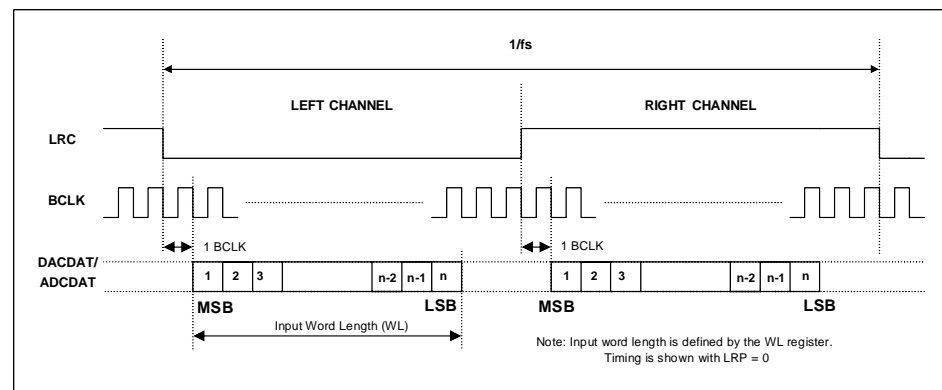 1/fs
LEFT CHANNEL RIGHT CHANNEL
LRC
BCLK
1 BCLK 1 BCLK
DACDAT/
ADCDAT
1 2 3 n-2 n-1 n 1 2 3 n-2 n-1 n
MSB LSB MSB LSB
Input Word Length (WL)
Note: Input word length is defined by the WL register.
Timing is shown with LRP = 0